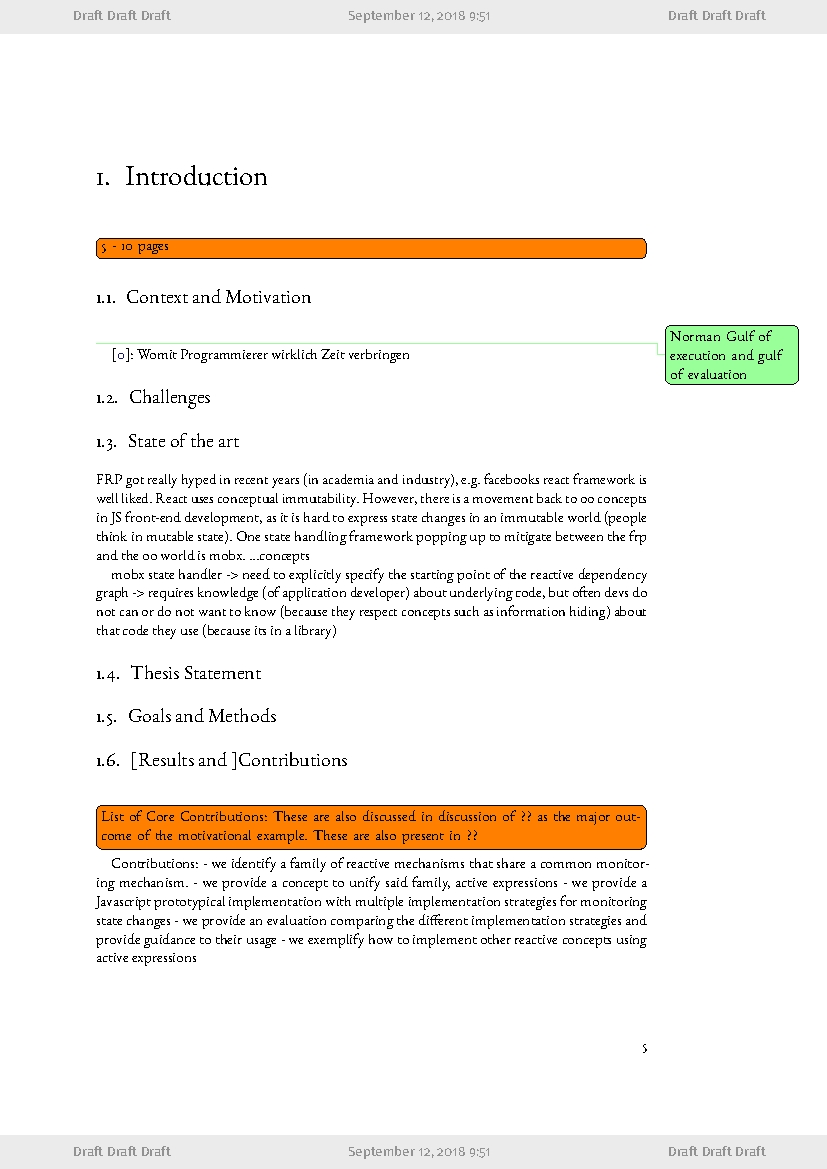 Draft Draft Draft September 12, 2018 9:51 Draft Draft Draft
1. Introduction
5 - 10 pages
1.1. Context and Motivation
Norman Gulf of
execution and gulf
of evaluation
[0]: Womit Programmierer wirklich Zeit verbringen
1.2. Challenges
1.3. State of the art
FRP got really hyped in recent years (in academia and industry), e.g. facebooks react framework is
well liked. React uses conceptual immutability. However, there is a movement back to oo concepts
in JS front-end development, as it is hard to express state changes in an immutable world (people
think in mutable state). One state handling framework popping up to mitigate between the frp
and the oo world is mobx. ...concepts
mobx state handler -> need to explicitly specify the starting point of the reactive dependency
graph -> requires knowledge (of application developer) about underlying code, but often devs do
not can or do not want to know (because they respect concepts such as information hiding) about
that code they use (because its in a library)
1.4. Thesis Statement
1.5. Goals and Methods
1.6. [Results and ]Contributions
List of Core Contributions: These are also discussed in discussion of ?? as the major out-
come of the motivational example. These are also present in ??
Contributions: - we identify a family of reactive mechanisms that share a common monitor-
ing mechanism. - we provide a concept to unify said family, active expressions - we provide a
Javascript prototypical implementation with multiple implementation strategies for monitoring
state changes - we provide an evaluation comparing the different implementation strategies and
provide guidance to their usage - we exemplify how to implement other reactive concepts using
active expressions
5
Draft Draft Draft September 12, 2018 9:51 Draft Draft Draft